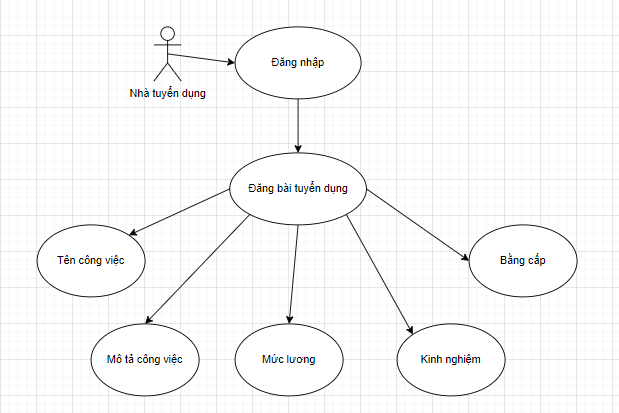 Đăng nhập
Nhà tuyển dụng
Đăng bài tuyển dụng
Tên công việc
Bằng cấp
Mô tả công việc
Mức lương
Kinh nghiệm